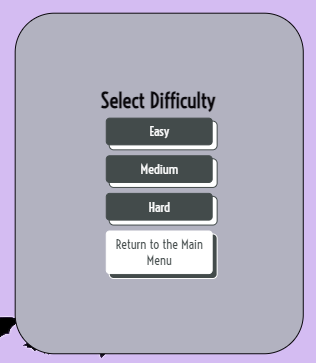 Select Difficulty
Easy
Medium
Hard
Return to the Main
Menu